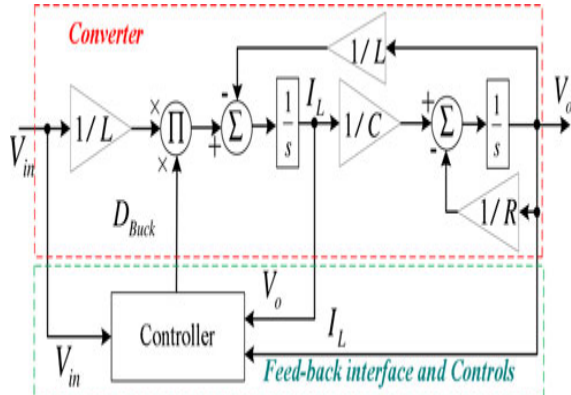 Converter
1/L
I_L
V_o
V_in
1/L
×
Π
×
-
+
Σ
1/s
1/C
+
-
Σ
1/s
1/R
D_Buck
V_o
Controller
I_L
V_in
Feed-back interface and Controls